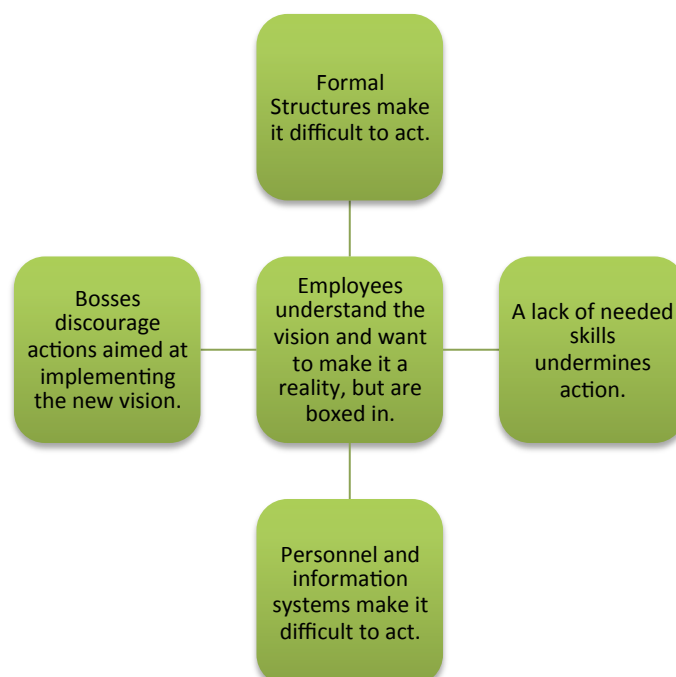 Formal
Structures make
it difficult to act.
Bosses
discourage
actions aimed at
implementing
the new vision.
Employees
understand the
vision and want
to make it a
reality, but are
boxed in.
A lack of needed
skills
undermines
action.
Personnel and
information
systems make it
difficult to act.